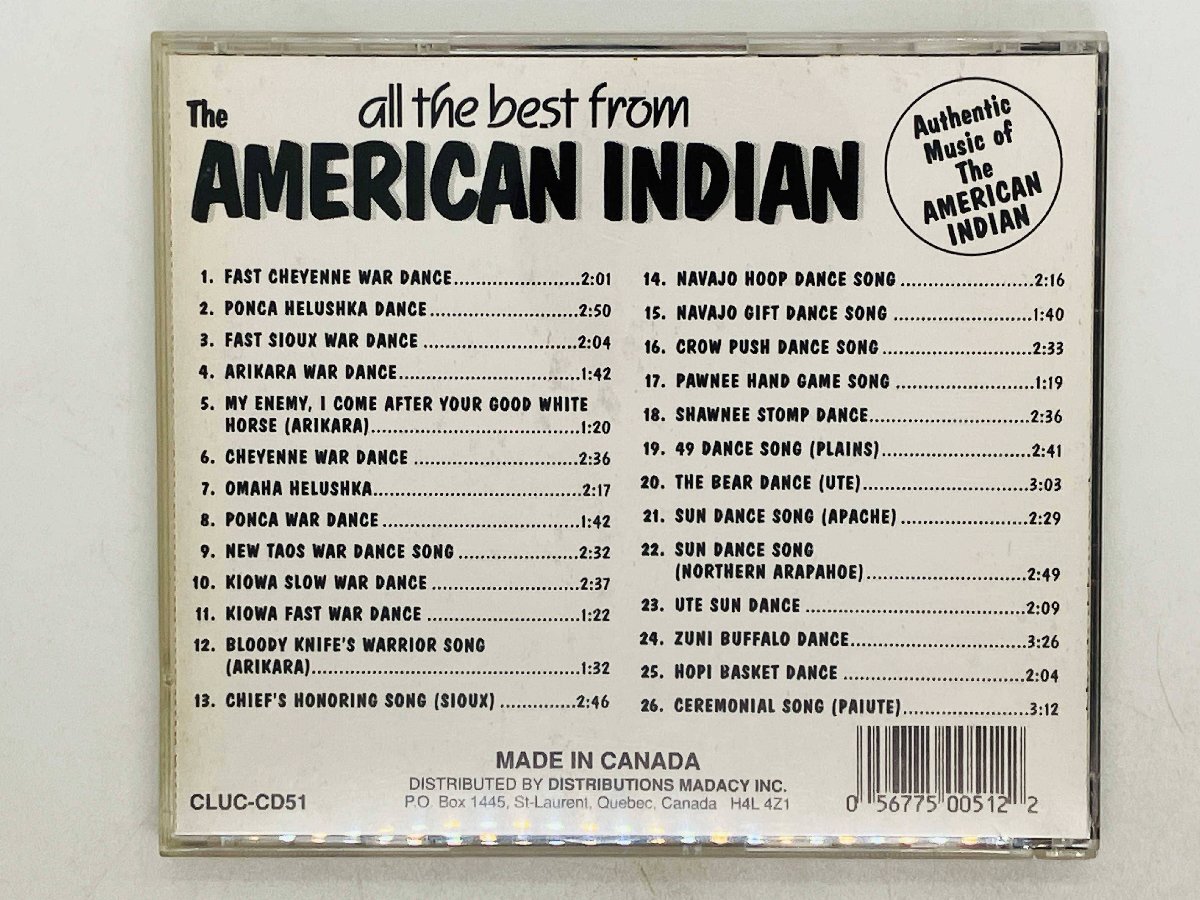 all the best from
The
AMERICAN INDIAN
Authentic
Music of
The
AMERICAN
INDIAN
1. FAST CHEYENNE WAR DANCE....................2:01
2. PONCA HELUSHKA DANCE.......................2:50
3. FAST SIOUX WAR DANCE ........................2:04
4. ARIKARA WAR DANCE............................1:42
5. MY ENEMY, I COME AFTER YOUR GOOD WHITE
HORSE (ARIKARA)................................1:20
6. CHEYENNE WAR DANCE .........................2:36
7. OMAHA HELUSHKA................................2:17
8. PONCA WAR DANCE...............................1:42
9. NEW TAOS WAR DANCE SONG ...................2:32
10. KIOWA SLOW WAR DANCE .......................2:37
11. KIOWA FAST WAR DANCE ........................1:22
12. BLOODY KNIFE'S WARRIOR SONG
(ARIKARA)..........................................1:32
13. CHIEF'S HONORING SONG (SIOUX) .............2:46
14. NAVAJO HOOP DANCE SONG .....................2:16
15. NAVAJO GIFT DANCE SONG ......................1:40
16. CROW PUSH DANCE SONG ........................2:33
17. PAWNEE HAND GAME SONG ......................1:19
18. SHAWNEE STOMP DANCE..........................2:36
19. 49 DANCE SONG (PLAINS).........................2:41
20. THE BEAR DANCE (UTE)...........................3:03
21. SUN DANCE SONG (APACHE) .....................2:29
22. SUN DANCE SONG
(NORTHERN ARAPAHOE)..........................2:49
23. UTE SUN DANCE ...................................2:09
24. ZUNI BUFFALO DANCE.............................3:26
25. HOPI BASKET DANCE ..............................2:04
26. CEREMONIAL SONG (PAIUTE)....................3:12
MADE IN CANADA
DISTRIBUTED BY DISTRIBUTIONS MADACY INC.
P.O. Box 1445, St-Laurent, Quebec, Canada H4L 4Z1
CLUC-CD51
0 56775 00512 2